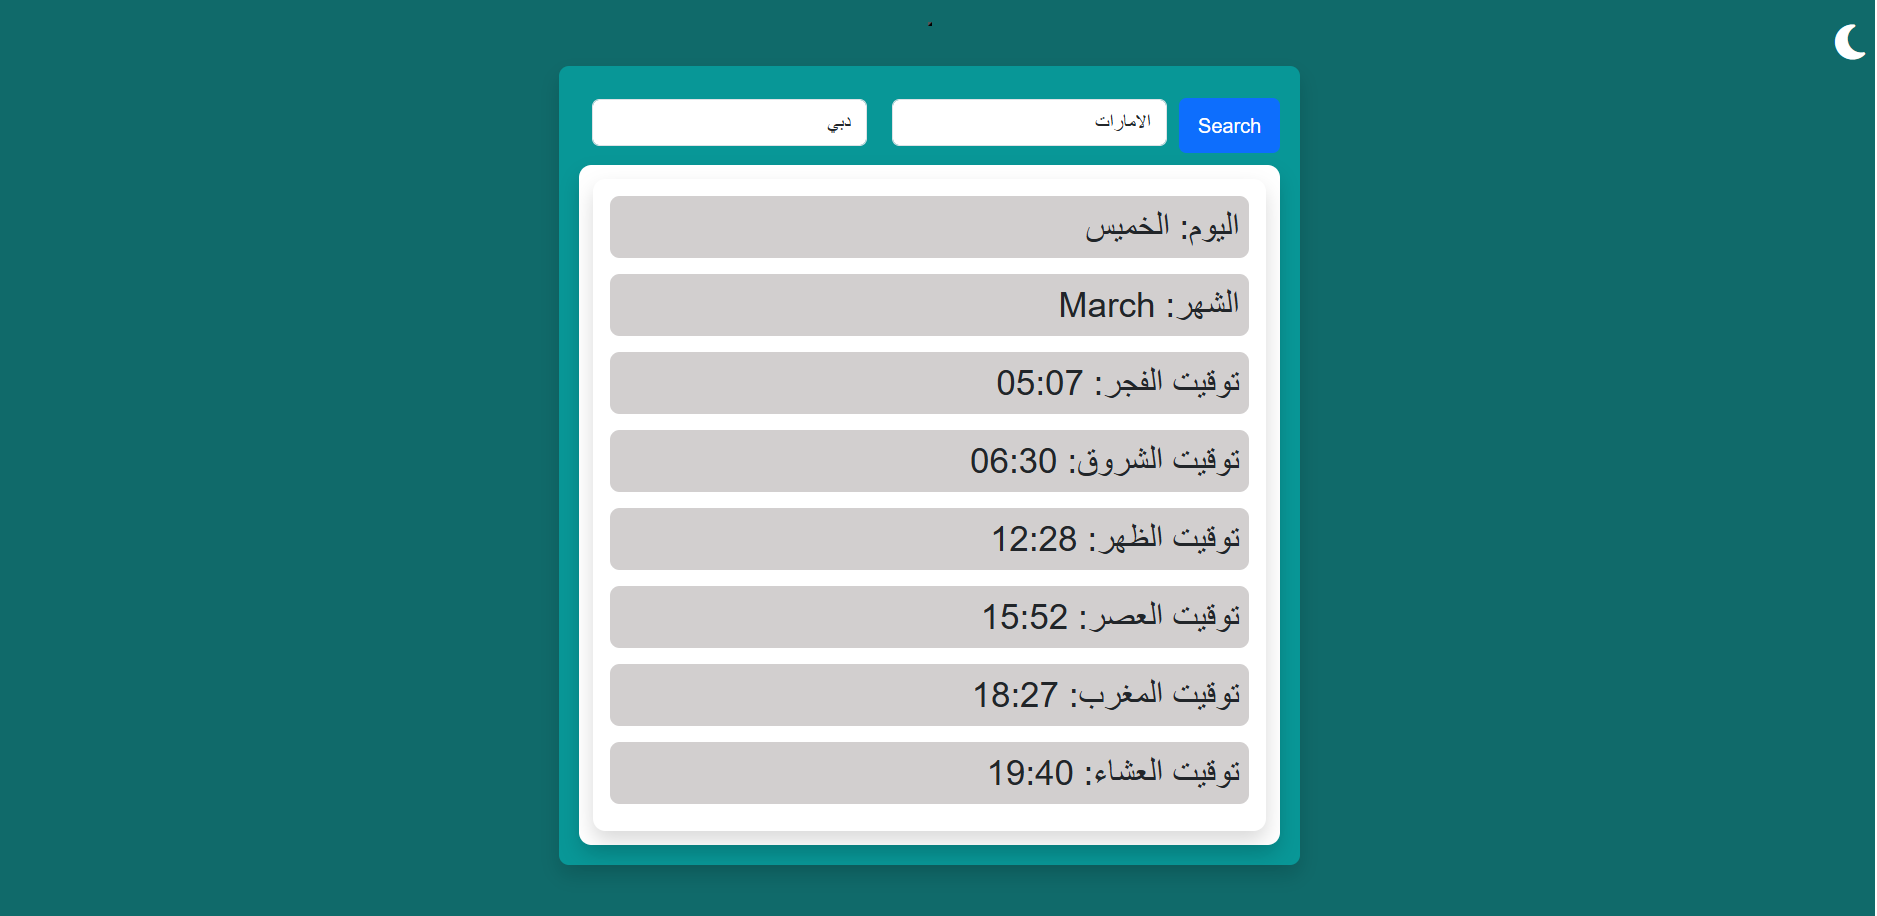 Search
الامارات
دبي
اليوم: الخميس
الشهر: March
توقيت الفجر: 05:07
توقيت الشروق: 06:30
توقيت الظهر: 12:28
توقيت العصر: 15:52
توقيت المغرب: 18:27
توقيت العشاء: 19:40